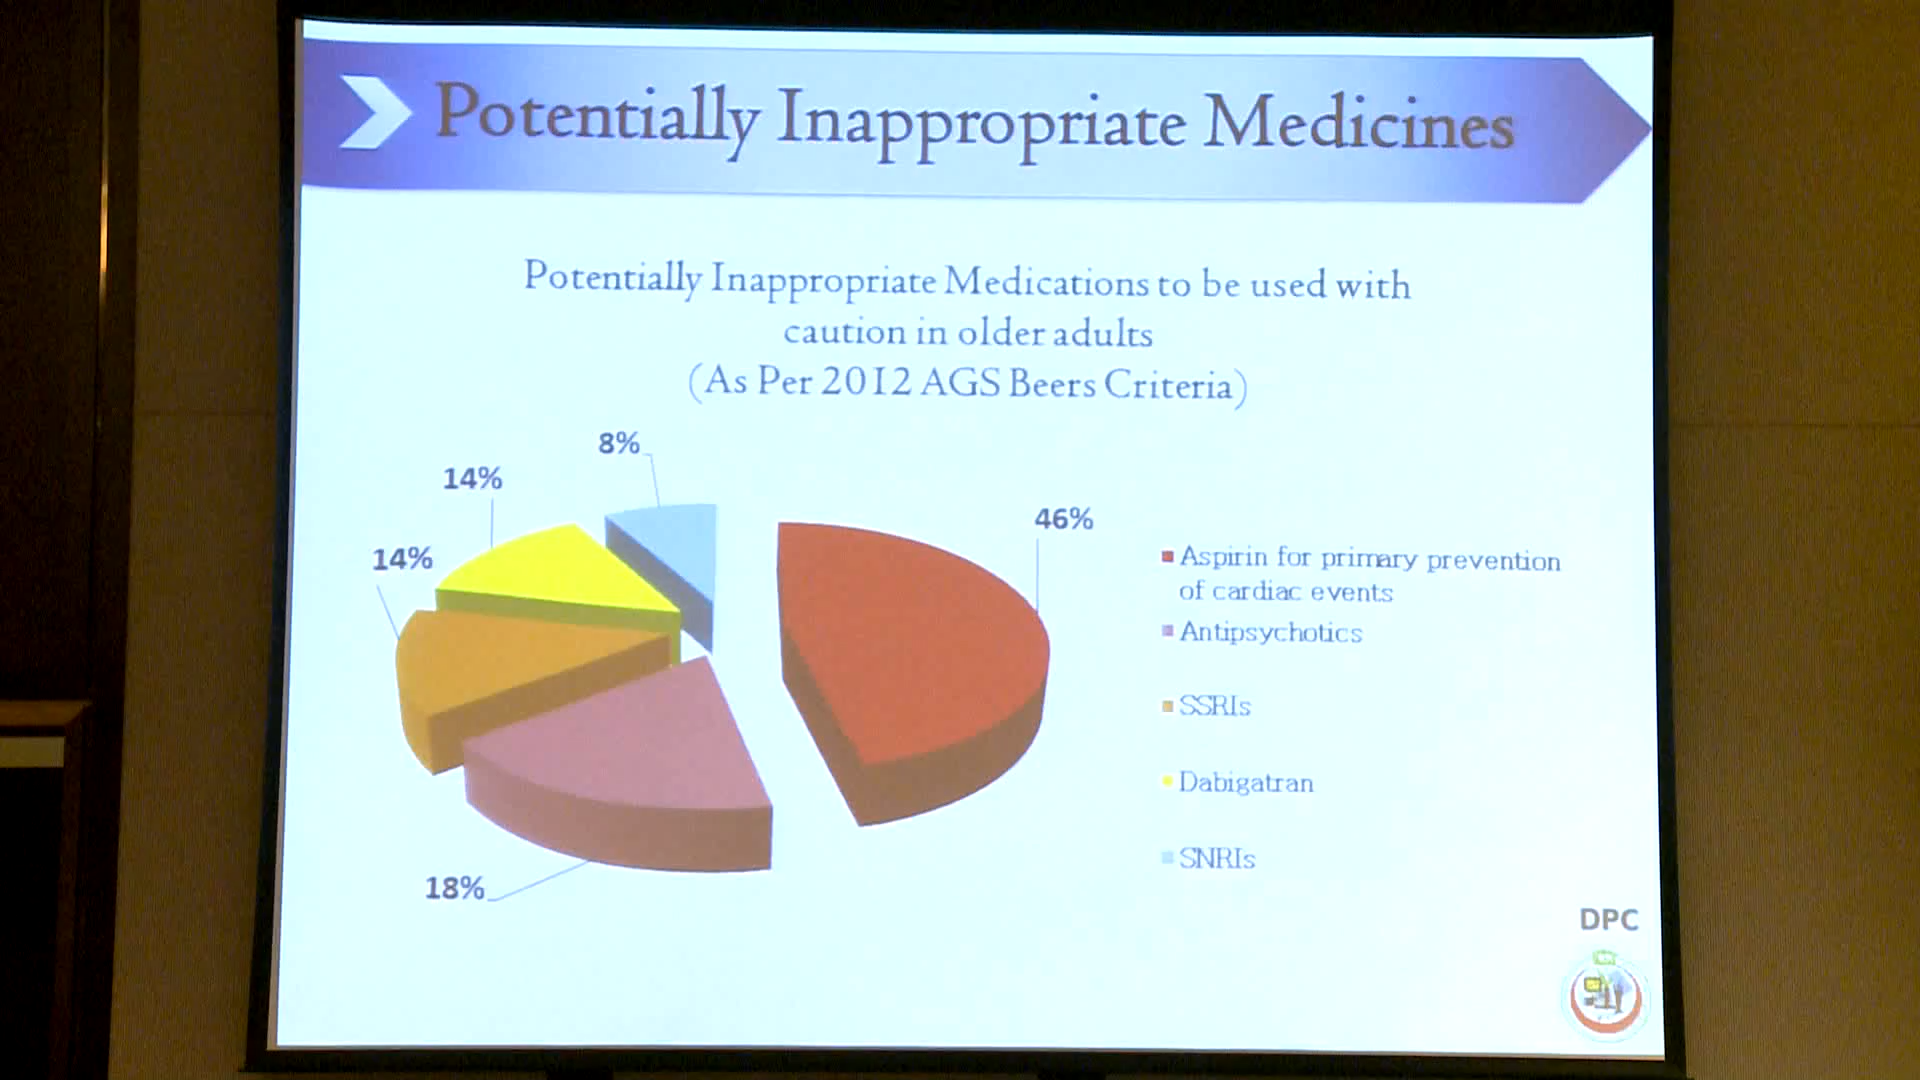 Potentially Inappropriate Medicines
Potentially Inappropriate Medications to be used with
caution in older adults
(As Per 2012 AGS Beers Criteria)
8%
14%
14%
46%
18%
Aspirin for primary prevention
of cardiac events
Antipsychotics
SSRIs
Dabigatran
SNRIs
DPC